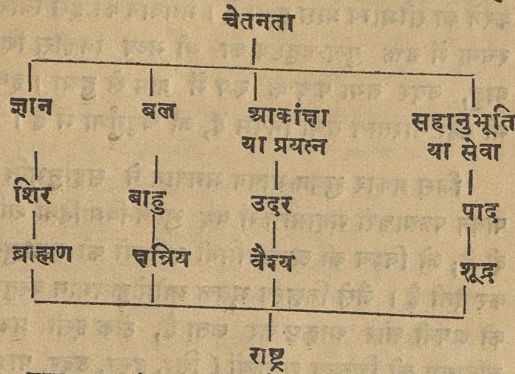 चेतनता
ज्ञान बल आकांक्षा सहानुभूति
या प्रयत्न या सेवा
शिर बाहु उदर पाद
ब्राह्मण क्षत्रिय वैश्य शूद्र
राष्ट्र